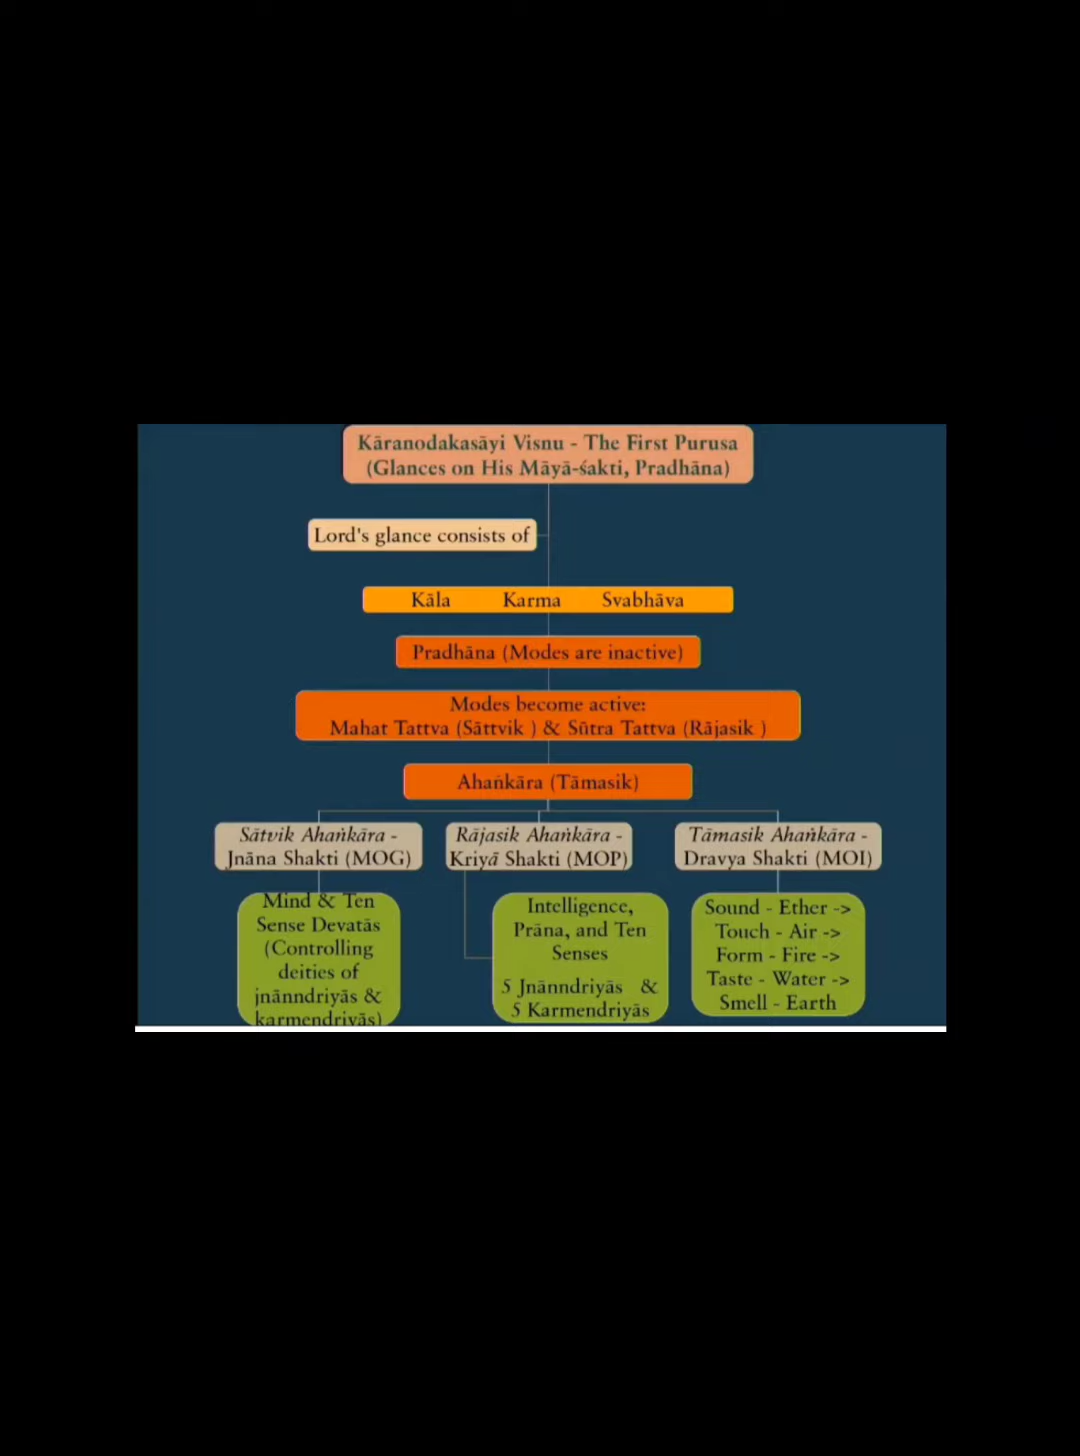 Kāranodakasāyi Visnu - The First Purusa
(Glances on His Māyā-śakti, Pradhāna)
Lord's glance consists of
Kāla Karma Svabhāva
Pradhāna (Modes are inactive)
Modes become active:
Mahat Tattva (Sāttvik ) & Sūtra Tattva (Rājasik )
Ahaṅkāra (Tāmasik)
Sātvik Ahaṅkāra -
Jnāna Shakti (MOG)
Rājasik Ahaṅkāra -
Kriyā Shakti (MOP)
Tāmasik Ahaṅkāra -
Dravya Shakti (MOI)
Mind & Ten
Sense Devatās
(Controlling
deities of
jnānndriyās &
karmendriyās)
Intelligence,
Prāna, and Ten
Senses
5 Jnānndriyās &
5 Karmendriyās
Sound - Ether ->
Touch - Air ->
Form - Fire ->
Taste - Water ->
Smell - Earth